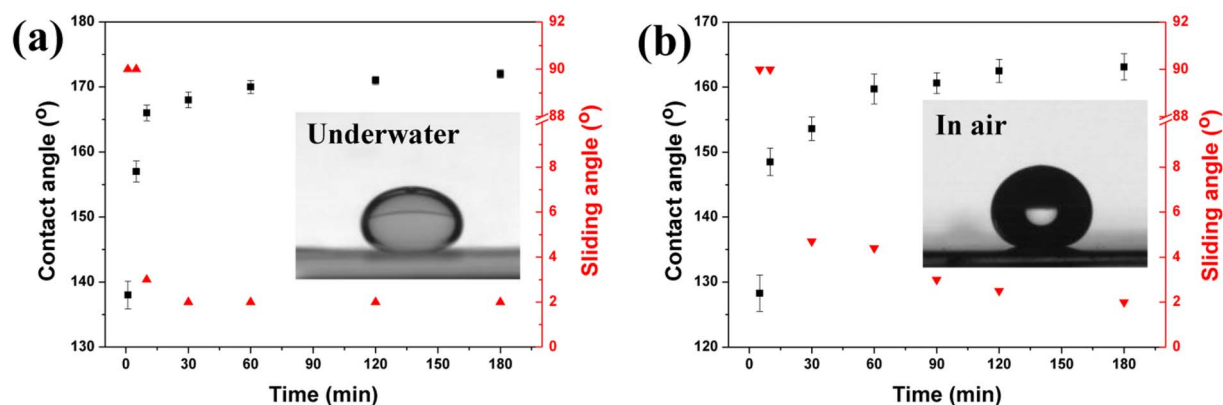 (a)
Contact angle (°)
180
170
160
150
140
130
Underwater
92
90
88
8
6
4
2
0
Sliding angle (°)
0 30 60 90 120 150 180
Time (min)
(b)
Contact angle (°)
170
160
150
140
130
120
In air
92
90
88
8
6
4
2
0
Sliding angle (°)
0 30 60 90 120 150 180
Time (min)